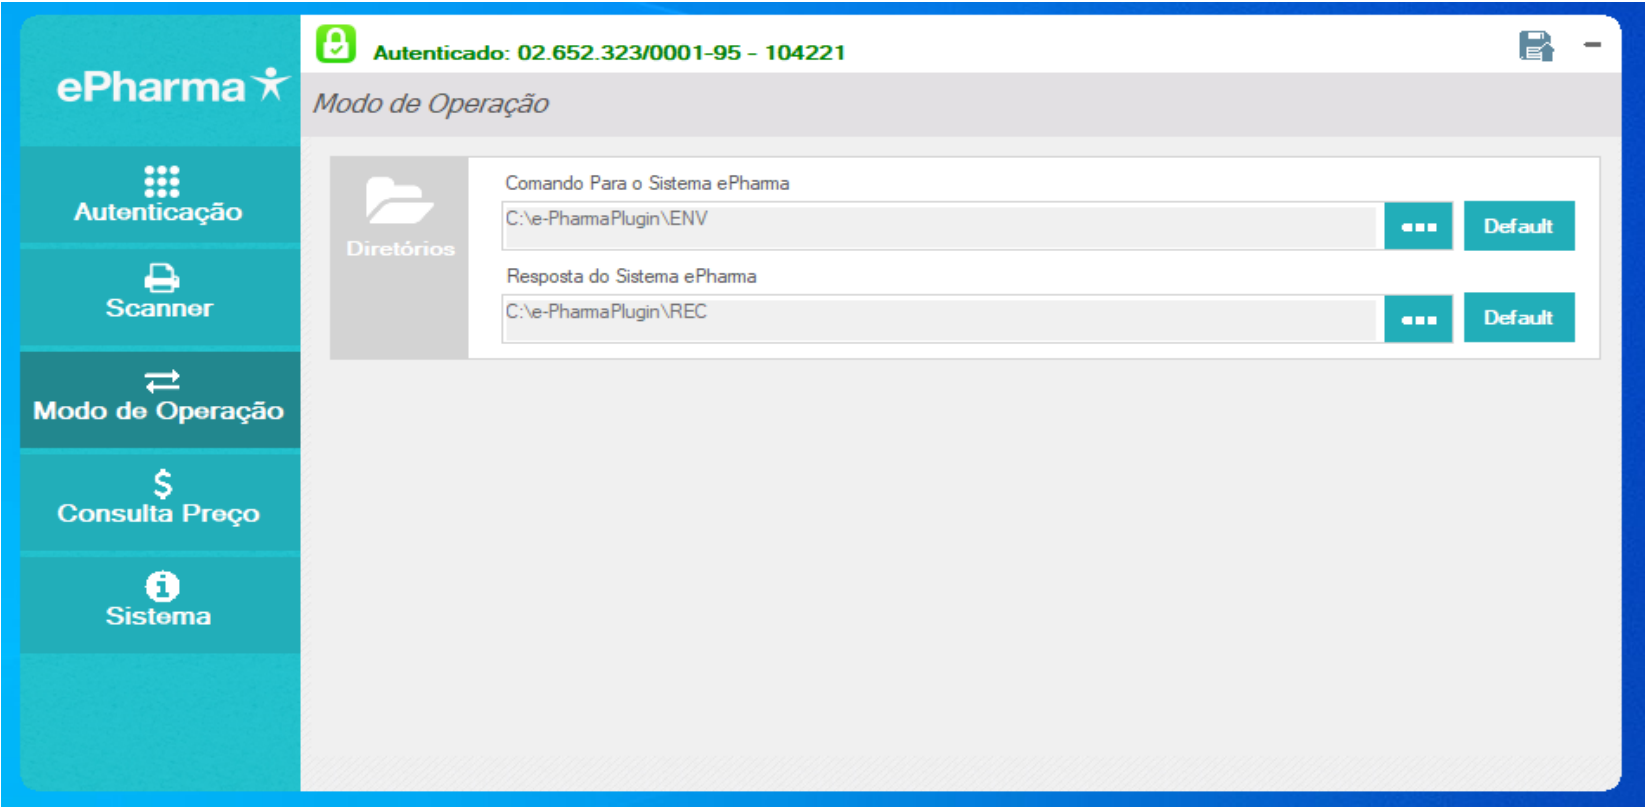 ePharma
Autenticação
Scanner
Modo de Operação
Consulta Preço
Sistema
Autenticado: 02.652.323/0001-95 - 104221
Modo de Operação
Diretórios
Comando Para o Sistema ePharma
C:\e-PharmaPlugin\ENV
Default
Resposta do Sistema ePharma
C:\e-PharmaPlugin\REC
Default